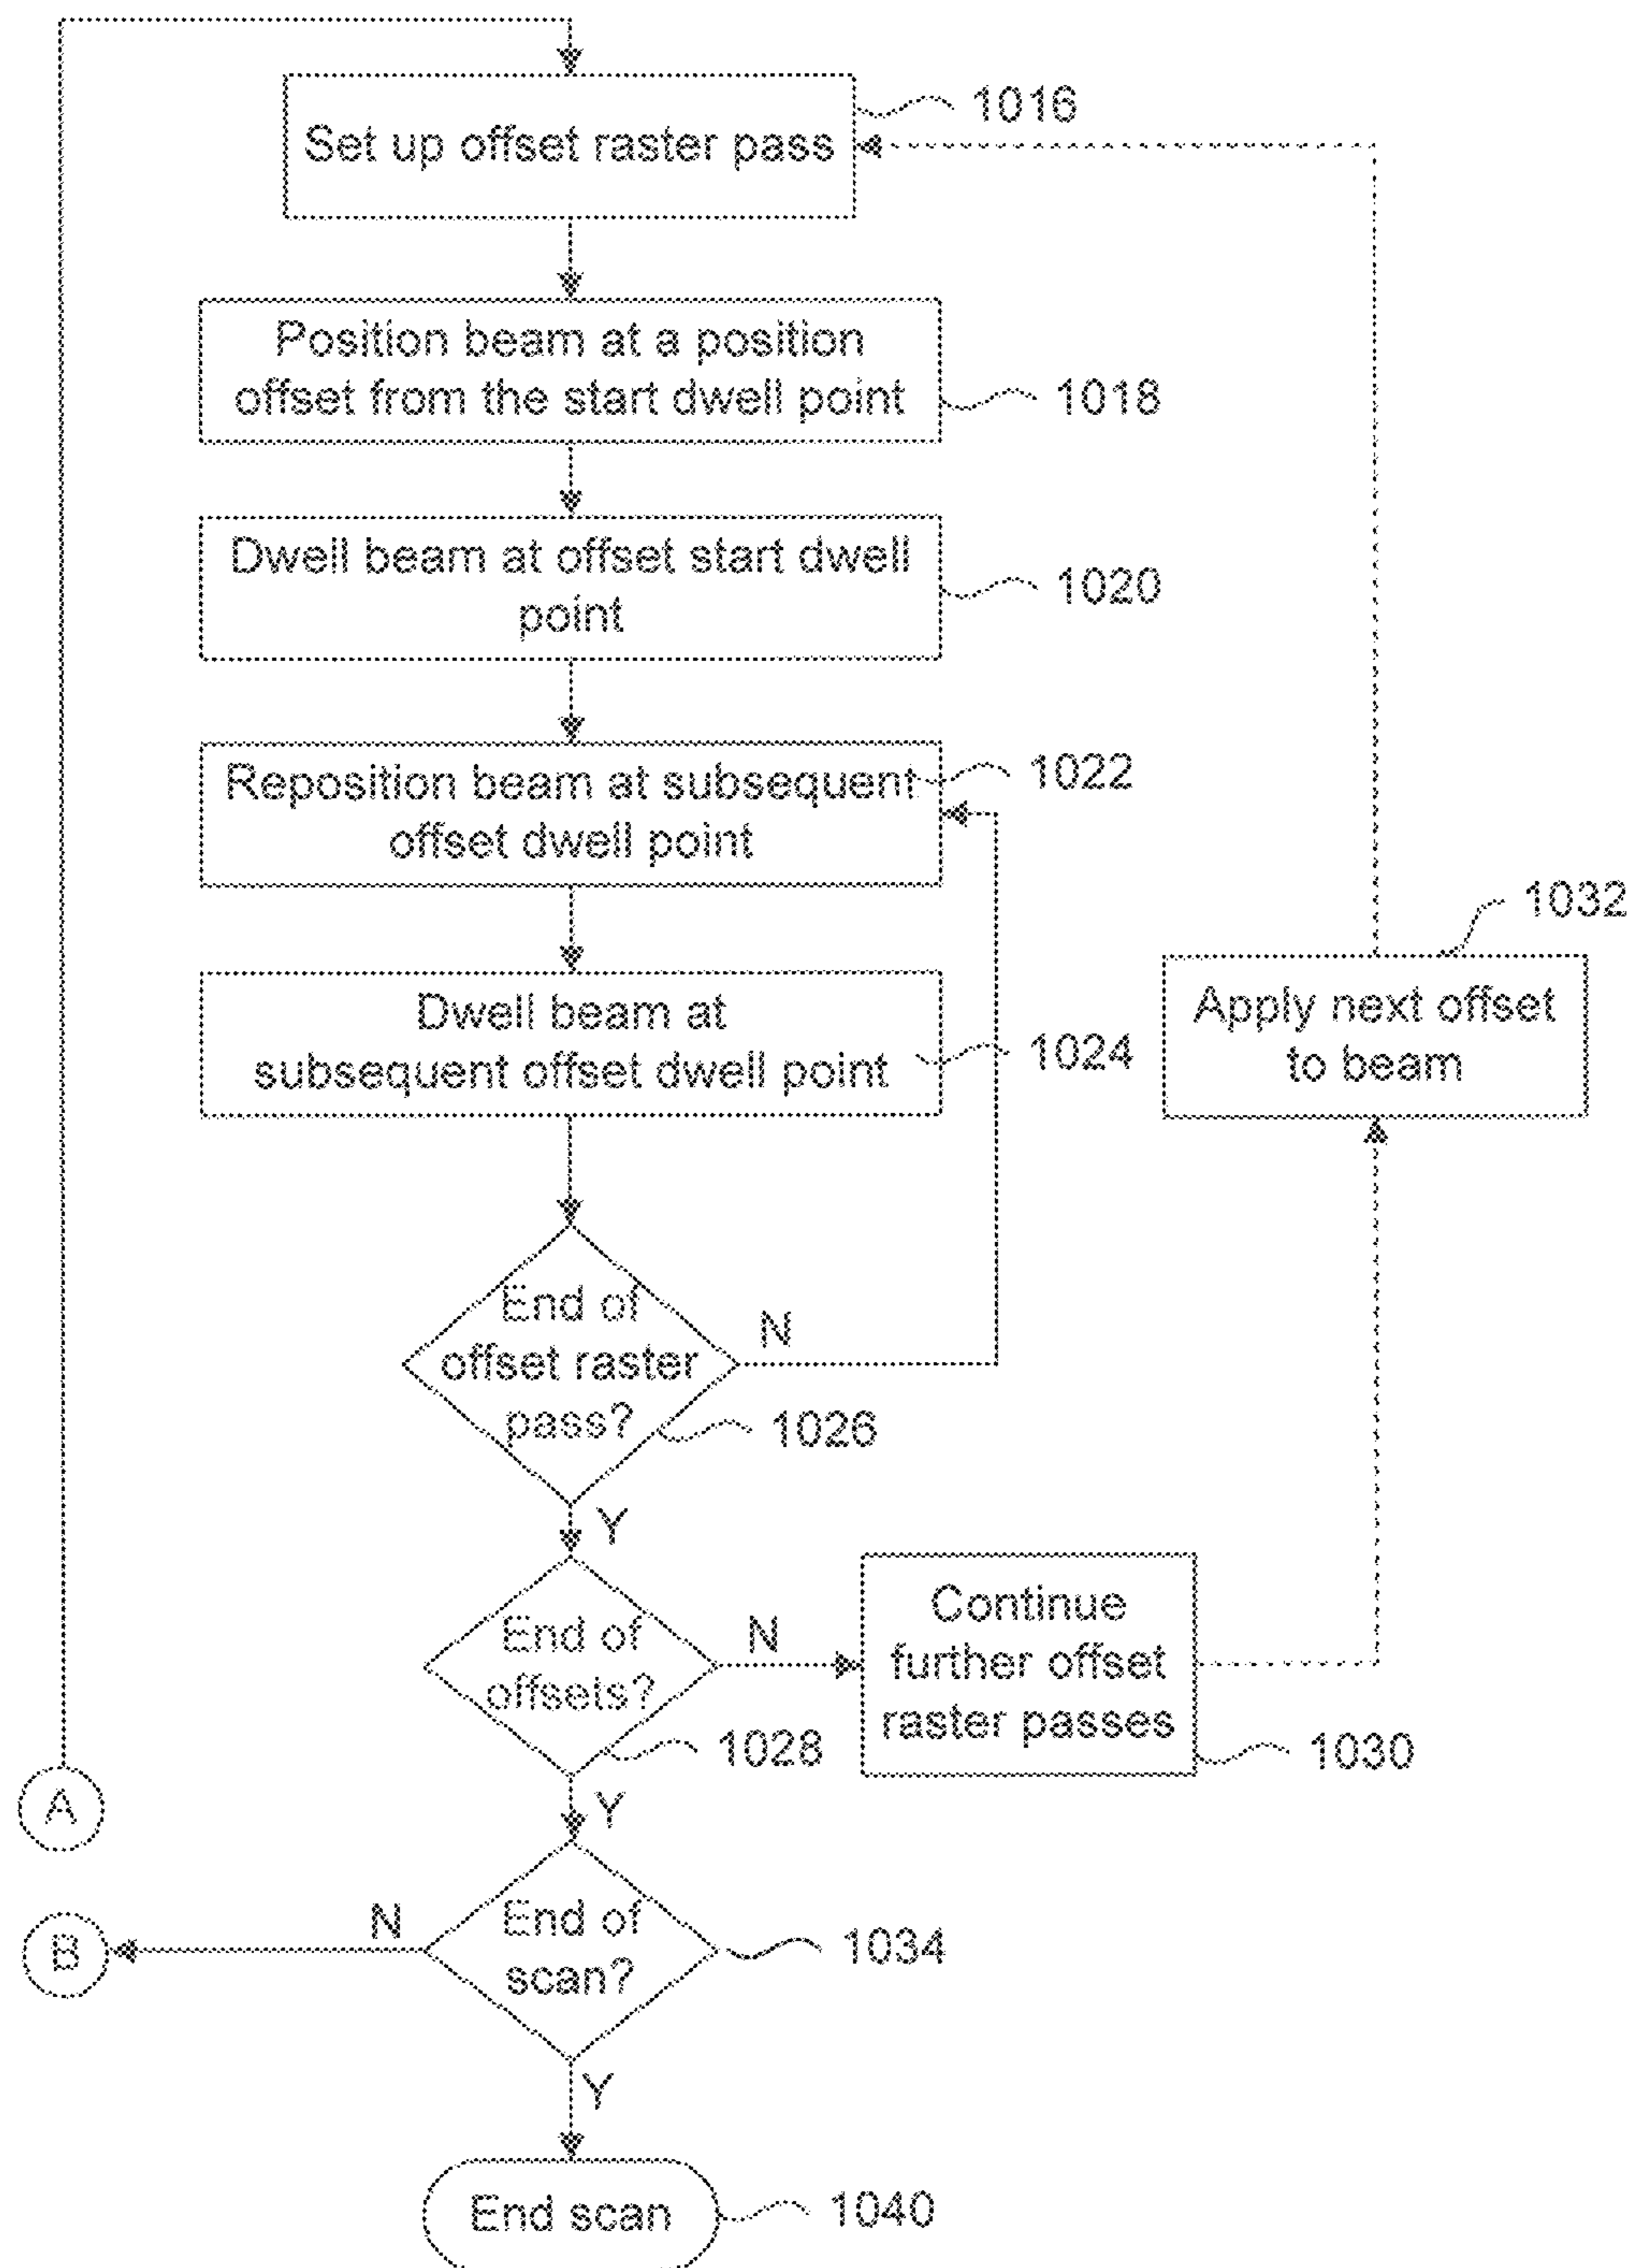 Set up offset raster pass
1016
Position beam at a position
offset from the start dwell point
1018
Dwell beam at offset start dwell
point
1020
Reposition beam at subsequent
offset dwell point
1022
Dwell beam at
subsequent offset dwell point
1024
1032
Apply next offset
to beam
End of
offset raster
pass?
N
1026
Y
End of
offsets?
N
1028
Continue
further offset
raster passes
1030
A
Y
B
N
End of
scan?
1034
Y
End scan
1040